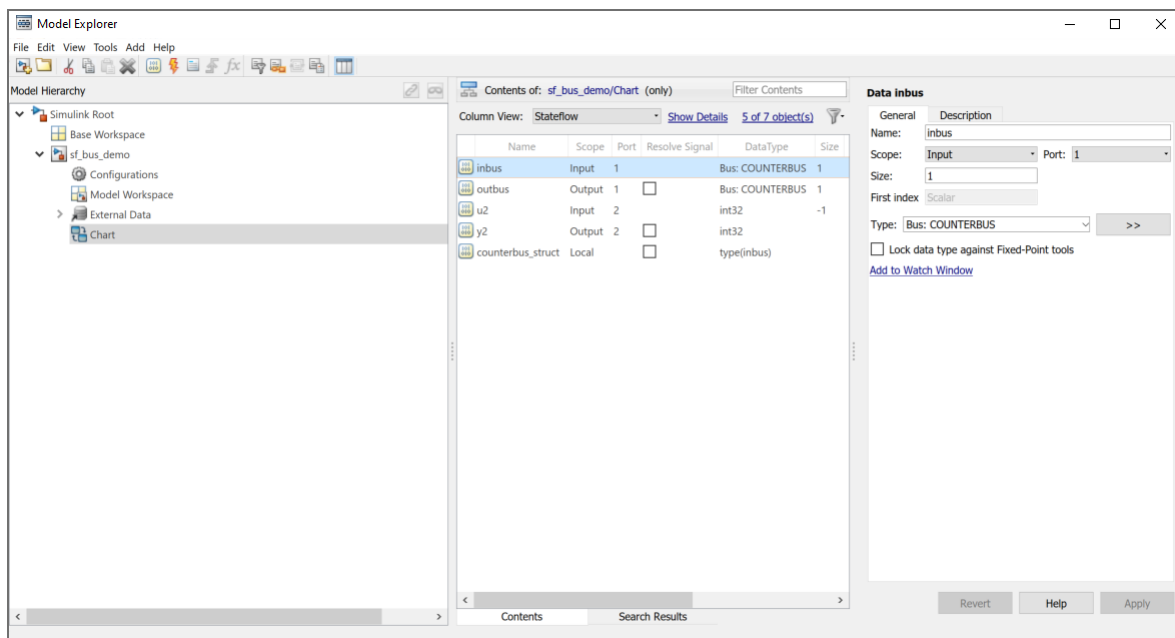 Model Explorer
File Edit View Tools Add Help
Model Hierarchy
Simulink Root
Base Workspace
sf_bus_demo
Configurations
Model Workspace
External Data
Chart
Contents of: sf_bus_demo/Chart (only)
Filter Contents
Column View: Stateflow Show Details 5 of 7 object(s)
Name Scope Port Resolve Signal DataType Size
inbus Input 1 Bus: COUNTERBUS 1
outbus Output 1 Bus: COUNTERBUS 1
u2 Input 2 int32 -1
y2 Output 2 int32
counterbus_struct Local type(inbus)
Contents Search Results
Data inbus
General Description
Name: inbus
Scope: Input Port: 1
Size: 1
First index Scalar
Type: Bus: COUNTERBUS >>
Lock data type against Fixed-Point tools
Add to Watch Window
Revert Help Apply